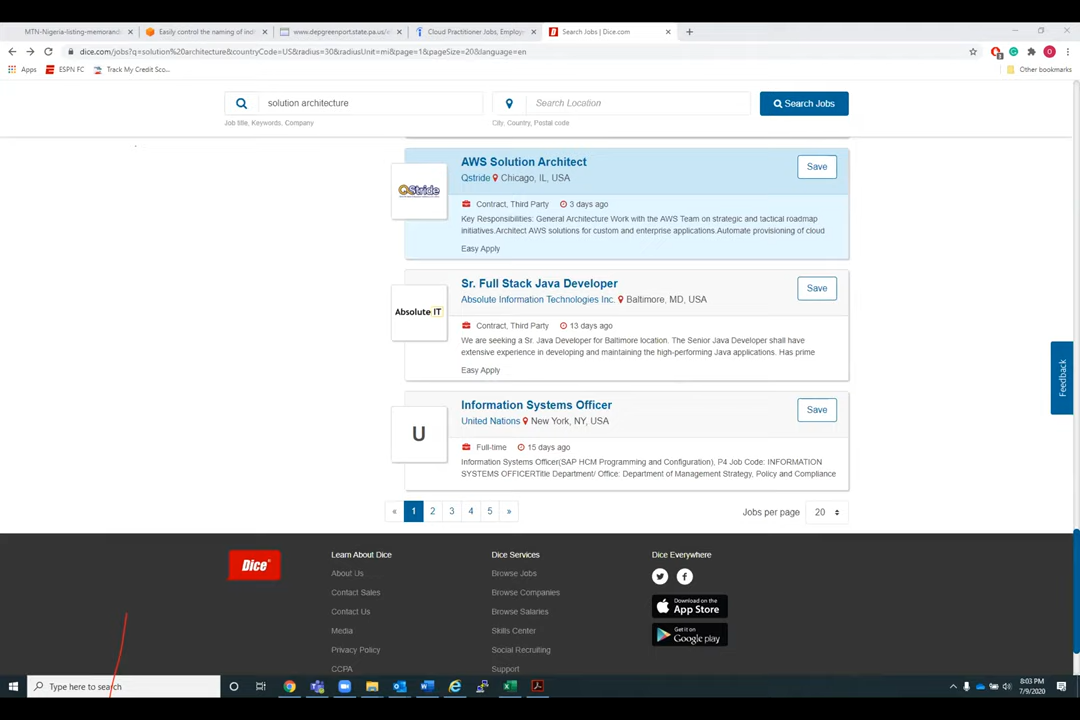 MTN-Nigeria-listing-memorand
Easily control the naming of indi
www.depgreenport.state.pa.us/e
Cloud Practitioner Jobs, Employ
Search Jobs | Dice.com
dice.com/jobs?q=solution%20architecture&countryCode=US&radius=30&radiusUnit=mi&page=1&pageSize=20&language=en
Apps
ESPN FC
Track My Credit Sco...
Other bookmarks
solution architecture
Search Location
Search Jobs
Job title, Keywords, Company
City, Country, Postal code
AWS Solution Architect
Save
Qstride
Chicago, IL, USA
QStride
Contract, Third Party
3 days ago
Key Responsibilities: General Architecture Work with the AWS Team on strategic and tactical roadmap
initiatives.Architect AWS solutions for custom and enterprise applications.Automate provisioning of cloud
Easy Apply
Sr. Full Stack Java Developer
Save
Absolute Information Technologies Inc.
Baltimore, MD, USA
Absolute IT
Contract, Third Party
13 days ago
We are seeking a Sr. Java Developer for Baltimore location. The Senior Java Developer shall have
extensive experience in developing and maintaining the high-performing Java applications. Has prime
Easy Apply
Feedback
Information Systems Officer
Save
United Nations
New York, NY, USA
U
Full-time
15 days ago
Information Systems Officer(SAP HCM Programming and Configuration), P4 Job Code: INFORMATION
SYSTEMS OFFICERTitle Department/ Office: Department of Management Strategy, Policy and Compliance
« 1 2 3 4 5 »
Jobs per page 20
Dice
Learn About Dice
About Us
Contact Sales
Contact Us
Media
Privacy Policy
CCPA
Dice Services
Browse Jobs
Browse Companies
Browse Salaries
Skills Center
Social Recruiting
Support
Dice Everywhere
Download on the
App Store
Get it on
Google play
Type here to search
8:03 PM
7/9/2020